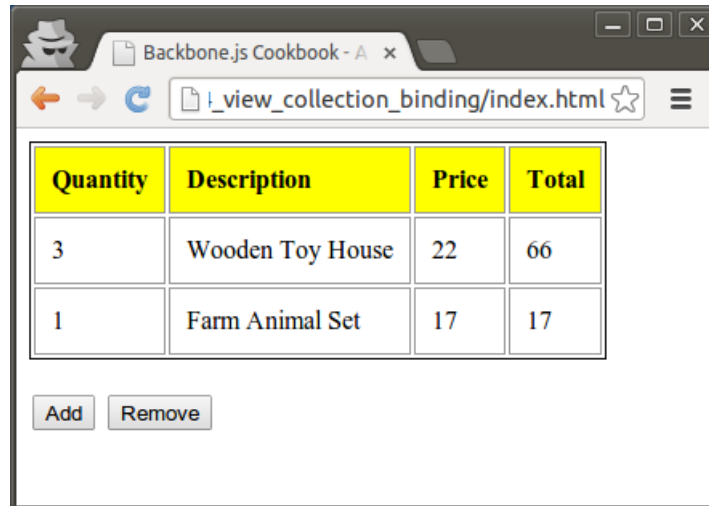 Backbone.js Cookbook - A
_view_collection_binding/index.html
Quantity Description Price Total
3 Wooden Toy House 22 66
1 Farm Animal Set 17 17
Add Remove